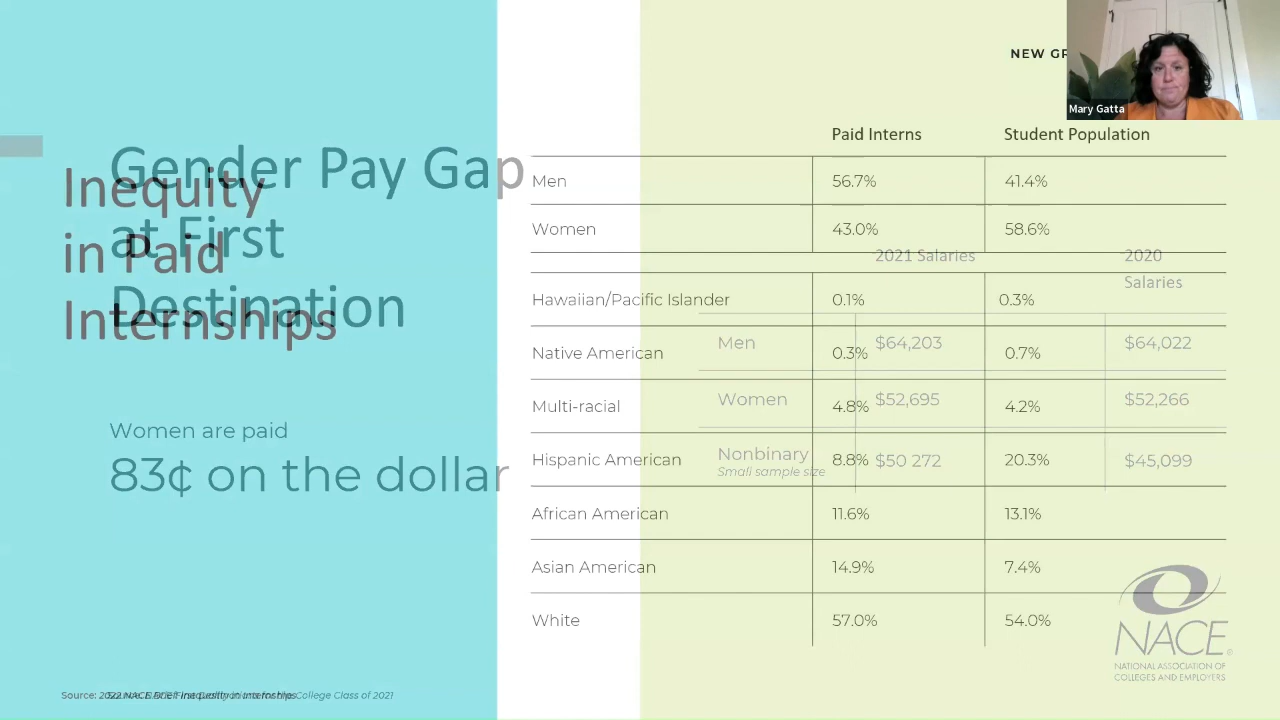 NEW GR
Mary Gatta
Gender Pay Gap
at First
Destination
Inequity
in Paid
Internships
Women are paid
83¢ on the dollar
Paid Interns Student Population
Men 56.7% 41.4%
Women 43.0% 58.6%
Hawaiian/Pacific Islander 0.1% 0.3%
Native American 0.3% 0.7%
Multi-racial 4.8% 4.2%
Hispanic American 8.8% 20.3%
African American 11.6% 13.1%
Asian American 14.9% 7.4%
White 57.0% 54.0%
2021 Salaries 2020
Salaries
Men $64,203 $64,022
Women $52,695 $52,266
Nonbinary $50 272 $45,099
Small sample size
NACE®
NATIONAL ASSOCIATION OF
COLLEGES AND EMPLOYERS
Source: College Class of 2021